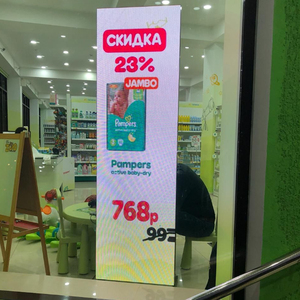 СКИДКА
23%
JAMBO
Pampers
Pampers
active baby-dry
768р
99